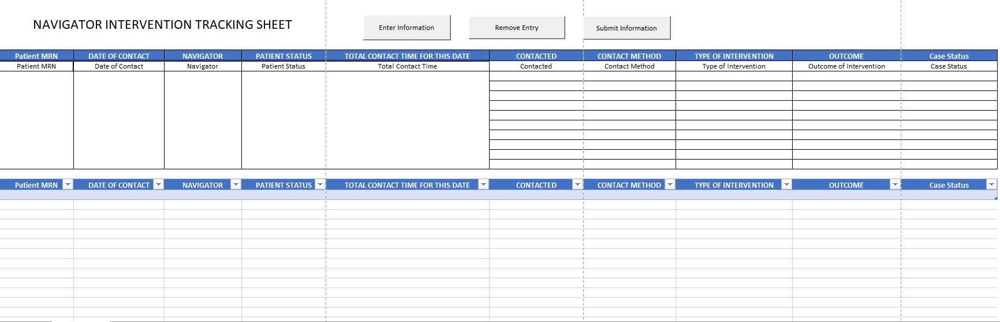 NAVIGATOR INTERVENTION TRACKING SHEET
Enter Information
Remove Entry
Submit Information
Patient MRN DATE OF CONTACT NAVIGATOR PATIENT STATUS TOTAL CONTACT TIME FOR THIS DATE CONTACTED CONTACT METHOD TYPE OF INTERVENTION OUTCOME Case Status
Patient MRN Date of Contact Navigator Patient Status Total Contact Time Contacted Contact Method Type of Intervention Outcome of Intervention Case Status
Patient MRN DATE OF CONTACT NAVIGATOR PATIENT STATUS TOTAL CONTACT TIME FOR THIS DATE CONTACTED CONTACT METHOD TYPE OF INTERVENTION OUTCOME Case Status